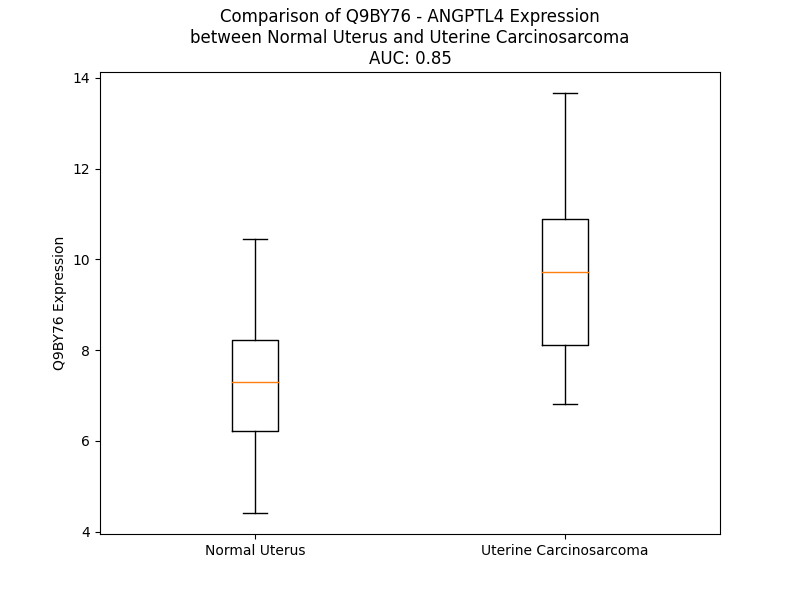 Comparison of Q9BY76 - ANGPTL4 Expression
between Normal Uterus and Uterine Carcinosarcoma
AUC: 0.85
14
12
10
8
6
4
Q9BY76 Expression
Normal Uterus
Uterine Carcinosarcoma